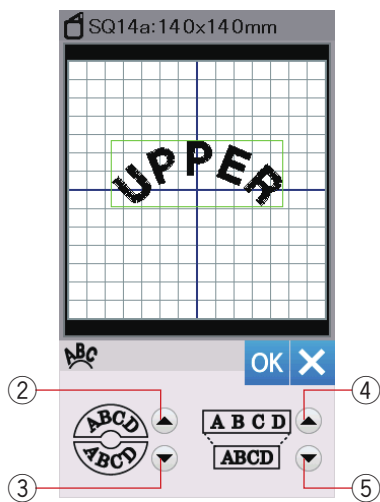 SQ14a:140x140mm
UPPER
ABC
OK
② ABCD A B C D ④
③ ABCD ABCD ⑤